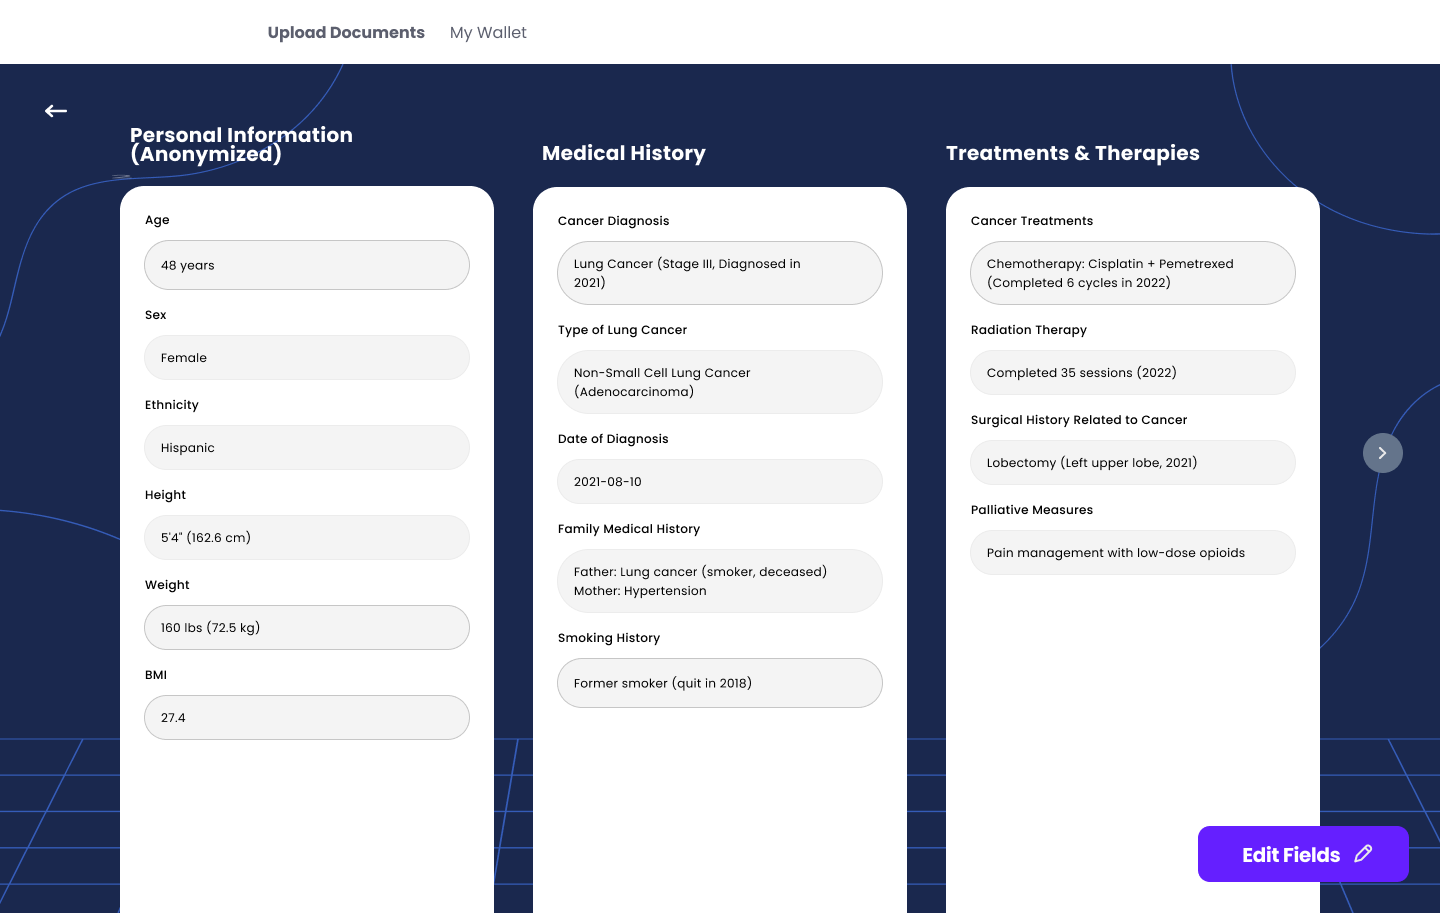 Upload Documents
My Wallet
Personal Information
(Anonymized)
Age
48 years
Sex
Female
Ethnicity
Hispanic
Height
5'4" (162.6 cm)
Weight
160 lbs (72.5 kg)
BMI
27.4
Medical History
Cancer Diagnosis
Lung Cancer (Stage III, Diagnosed in
2021)
Type of Lung Cancer
Non-Small Cell Lung Cancer
(Adenocarcinoma)
Date of Diagnosis
2021-08-10
Family Medical History
Father: Lung cancer (smoker, deceased)
Mother: Hypertension
Smoking History
Former smoker (quit in 2018)
Treatments & Therapies
Cancer Treatments
Chemotherapy: Cisplatin + Pemetrexed
(Completed 6 cycles in 2022)
Radiation Therapy
Completed 35 sessions (2022)
Surgical History Related to Cancer
Lobectomy (Left upper lobe, 2021)
Palliative Measures
Pain management with low-dose opioids
Edit Fields